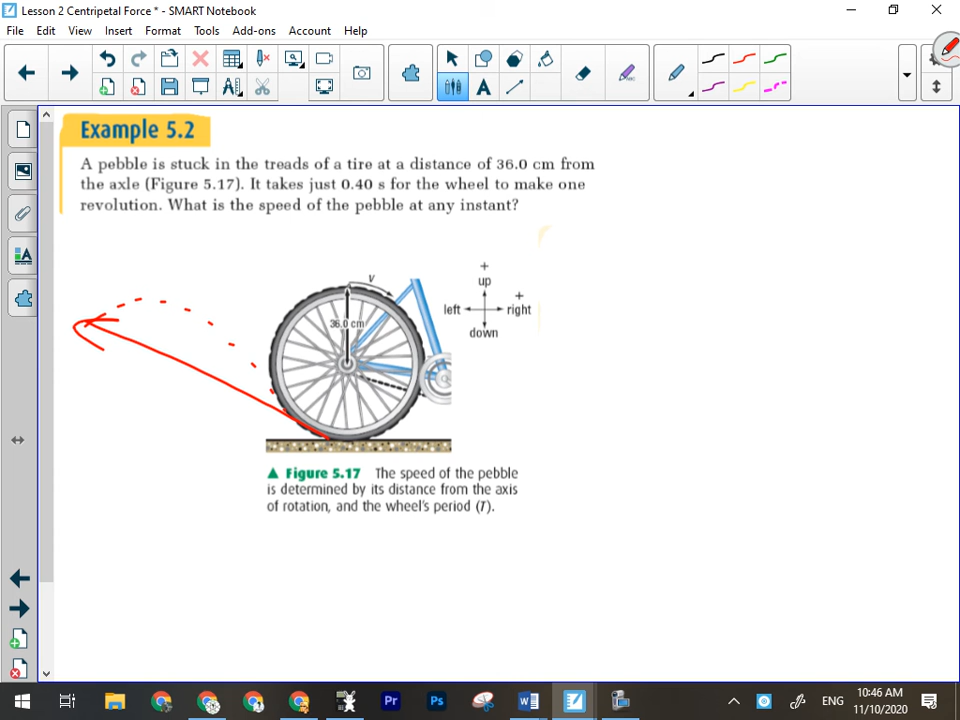 Lesson 2 Centripetal Force * - SMART Notebook
File Edit View Insert Format Tools Add-ons Account Help
Example 5.2
A pebble is stuck in the treads of a tire at a distance of 36.0 cm from
the axle (Figure 5.17). It takes just 0.40 s for the wheel to make one
revolution. What is the speed of the pebble at any instant?
v
36.0 cm
+
up
+
left
right
down
▲ Figure 5.17 The speed of the pebble
is determined by its distance from the axis
of rotation, and the wheel's period (T).
Pr
Ps
ENG
10:46 AM
11/10/2020